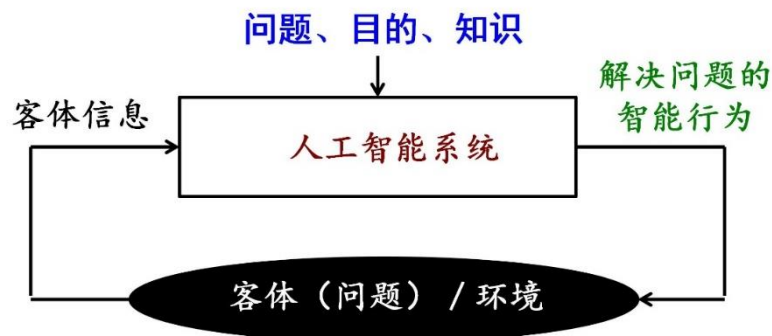 问题、目的、知识
客体信息
人工智能系统
解决问题的
智能行为
客体（问题）/环境